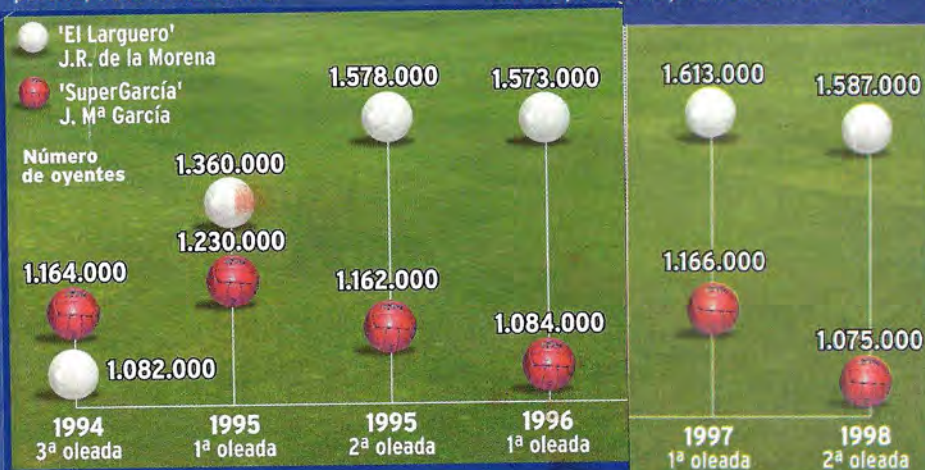 'El Larguero'
J.R. de la Morena
'SuperGarcía'
J. Mª García
Número
de oyentes
1.164.000
1.082.000
1.360.000
1.230.000
1.578.000
1.162.000
1.573.000
1.084.000
1.613.000
1.166.000
1.587.000
1.075.000
1994
3ª oleada
1995
1ª oleada
1995
2ª oleada
1996
1ª oleada
1997
1ª oleada
1998
2ª oleada